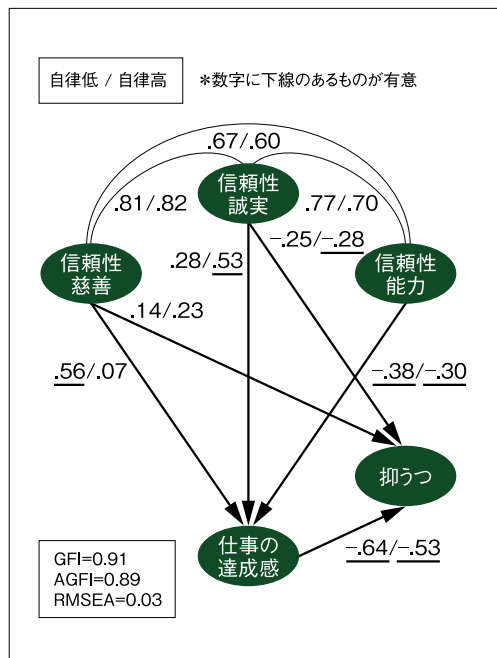 自律低 / 自律高
*数字に下線のあるものが有意
.67/.60
.81/.82
信頼性
誠実
.77/.70
信頼性
慈善
.28/.53
-.25/-.28
信頼性
能力
.14/.23
.56/.07
-.38/-.30
抑うつ
仕事の
達成感
-.64/-.53
GFI=0.91
AGFI=0.89
RMSEA=0.03